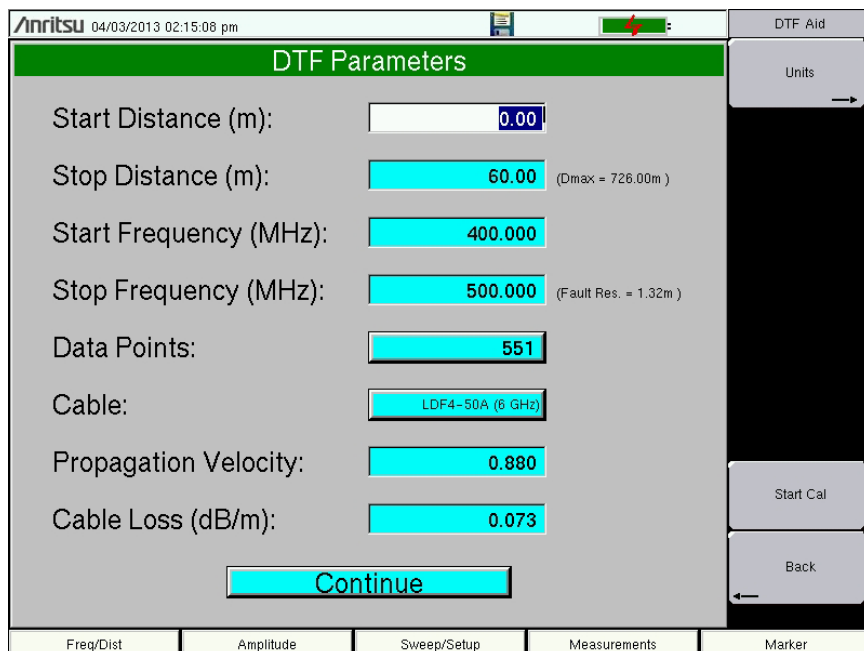 Anritsu 04/03/2013 02:15:08 pm
DTF Aid
DTF Parameters
Units
Start Distance (m): 0.00
Stop Distance (m): 60.00 (Dmax = 726.00m )
Start Frequency (MHz): 400.000
Stop Frequency (MHz): 500.000 (Fault Res. = 1.32m )
Data Points: 551
Cable: LDF4-50A (6 GHz)
Propagation Velocity: 0.880
Start Cal
Cable Loss (dB/m): 0.073
Back
Continue
Freq/Dist Amplitude Sweep/Setup Measurements Marker